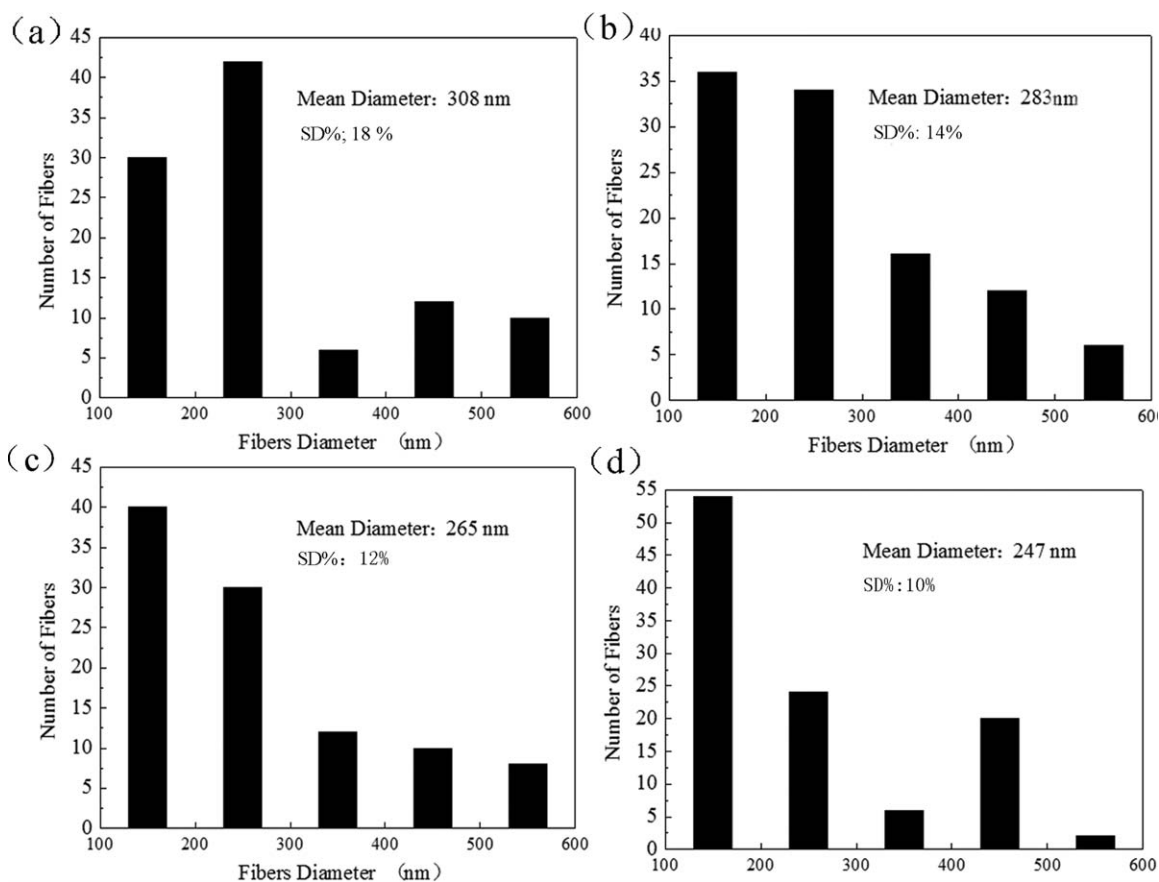 (a)
45
40
35
30
25
20
15
10
5
0
Number of Fibers
Mean Diameter: 308 nm
SD%; 18 %
100 200 300 400 500 600
Fibers Diameter (nm)
(b)
40
35
30
25
20
15
10
5
0
Number of Fibers
Mean Diameter: 283nm
SD%: 14%
100 200 300 400 500 600
Fibers Diameter (nm)
(c)
45
40
35
30
25
20
15
10
5
0
Number of Fibers
Mean Diameter: 265 nm
SD%: 12%
100 200 300 400 500 600
Fibers Diameter (nm)
(d)
55
50
45
40
35
30
25
20
15
10
5
0
Number of Fibers
Mean Diameter: 247 nm
SD%:10%
100 200 300 400 500 600